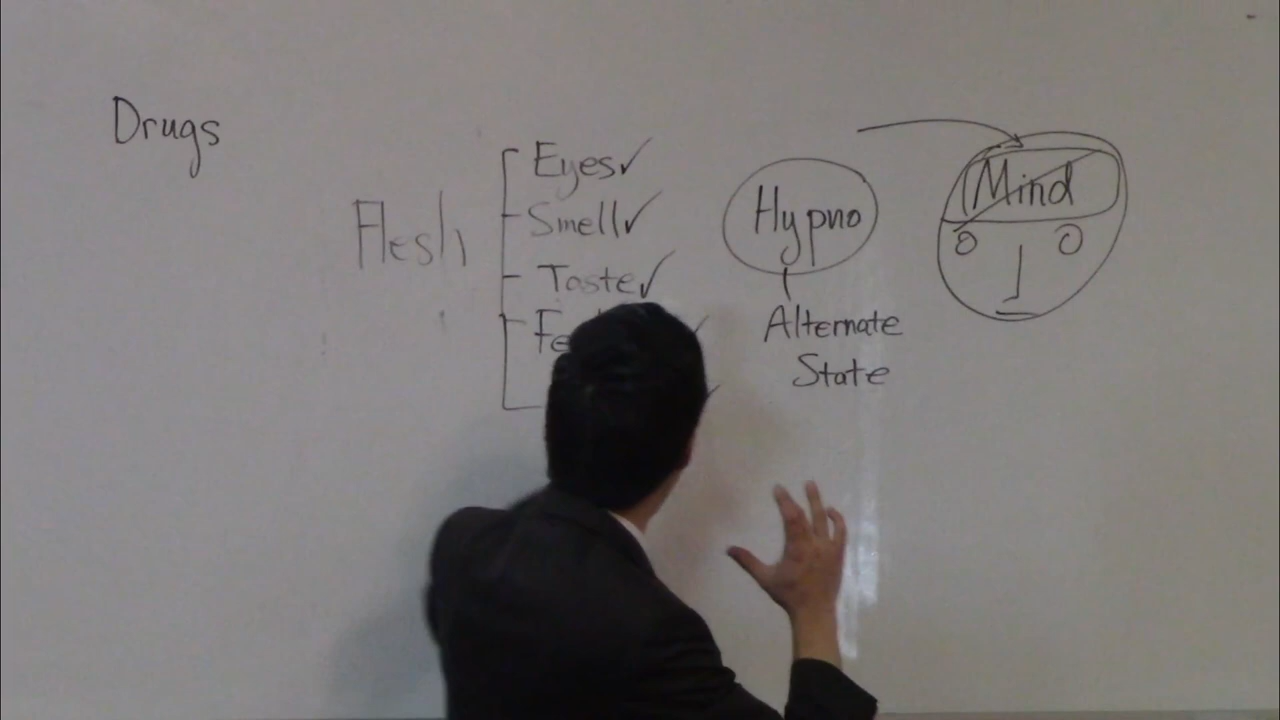 Drugs
Flesh
Eyes✓
Smell✓
Taste✓
Hypno
Alternate
State
Mind